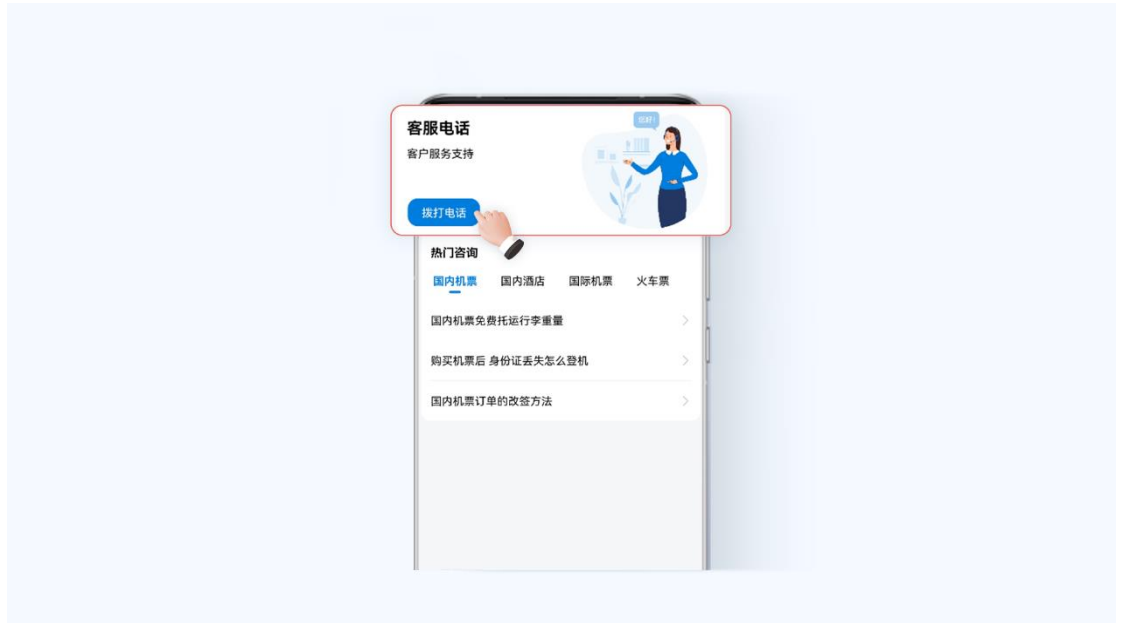 客服电话
客户服务支持
您好!
拨打电话
热门咨询
国内机票 国内酒店 国际机票 火车票
国内机票免费托运行李重量
购买机票后 身份证丢失怎么登机
国内机票订单的改签方法